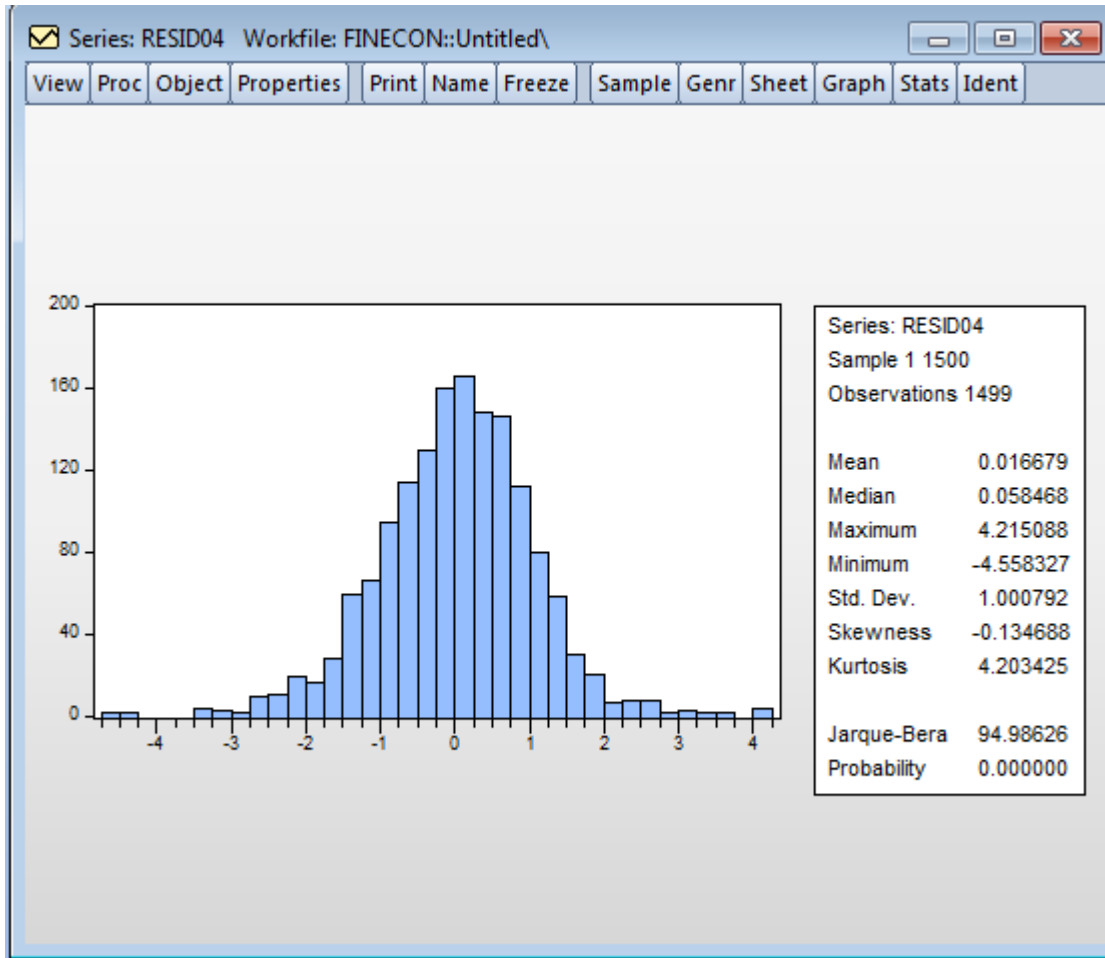 Series: RESID04 Workfile: FINECON::Untitled\
View Proc Object Properties Print Name Freeze Sample Genr Sheet Graph Stats Ident
200
160
120
80
40
0
-4 -3 -2 -1 0 1 2 3 4
Series: RESID04
Sample 1 1500
Observations 1499
Mean 0.016679
Median 0.058468
Maximum 4.215088
Minimum -4.558327
Std. Dev. 1.000792
Skewness -0.134688
Kurtosis 4.203425
Jarque-Bera 94.98626
Probability 0.000000